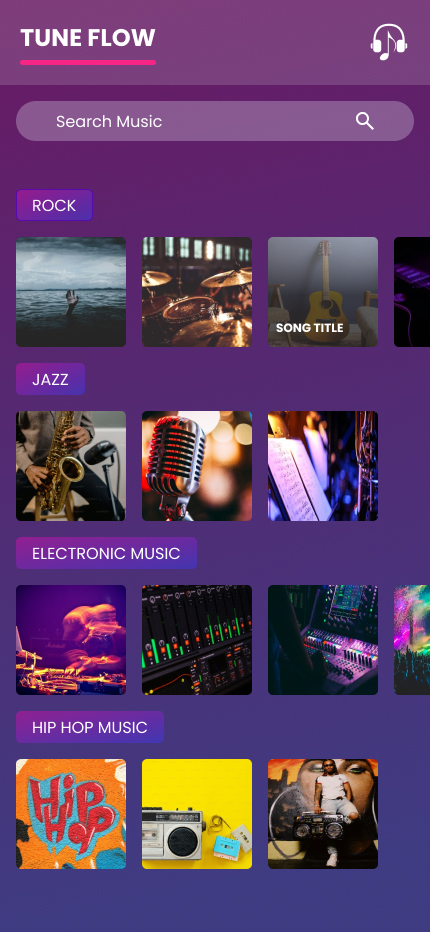 TUNE FLOW
Search Music
ROCK
SONG TITLE
JAZZ
ELECTRONIC MUSIC
HIP HOP MUSIC
HIP
HOP